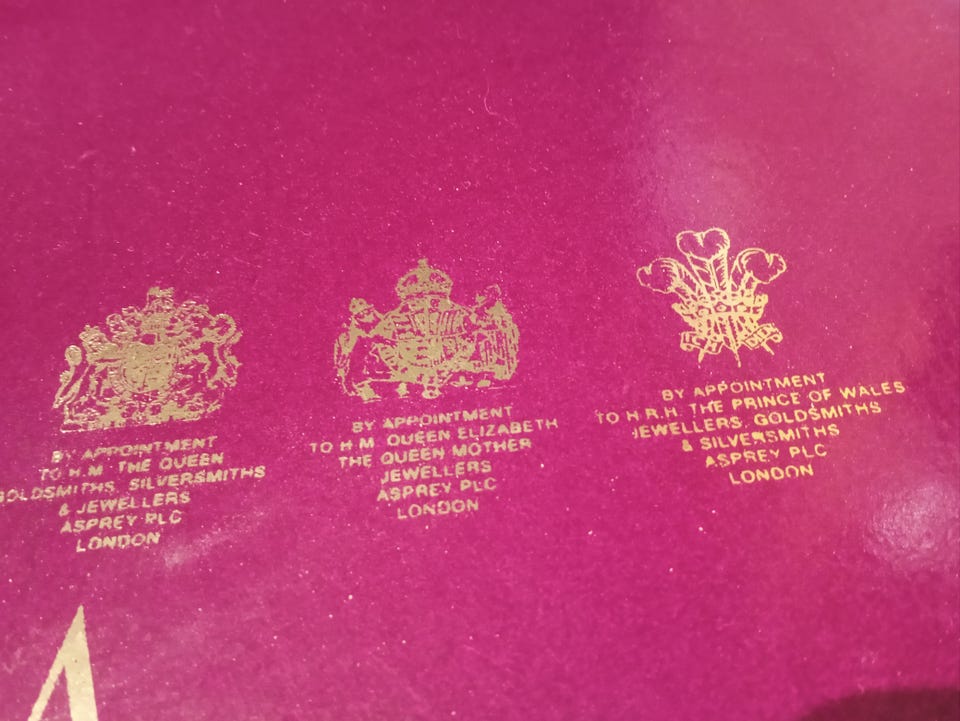 BY APPOINTMENT
TO H.M. THE QUEEN
GOLDSMITHS, SILVERSMITHS
& JEWELLERS
ASPREY PLC
LONDON
BY APPOINTMENT
TO H.M. QUEEN ELIZABETH
THE QUEEN MOTHER
JEWELLERS
ASPREY PLC
LONDON
BY APPOINTMENT
TO H.R.H. THE PRINCE OF WALES
JEWELLERS, GOLDSMITHS
& SILVERSMITHS
ASPREY PLC
LONDON
A